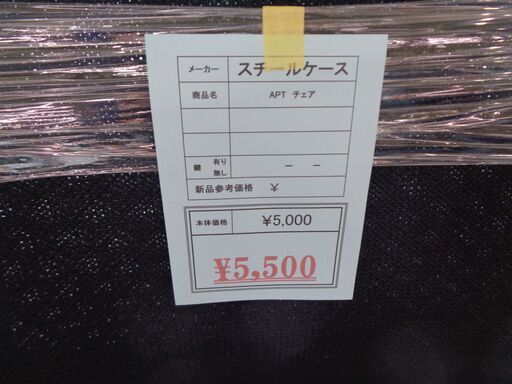 メーカー スチールケース
商品名 APT チェア
鍵 有り
無し ー ー
新品参考価格 ¥
本体価格 ¥5,000
¥5,500